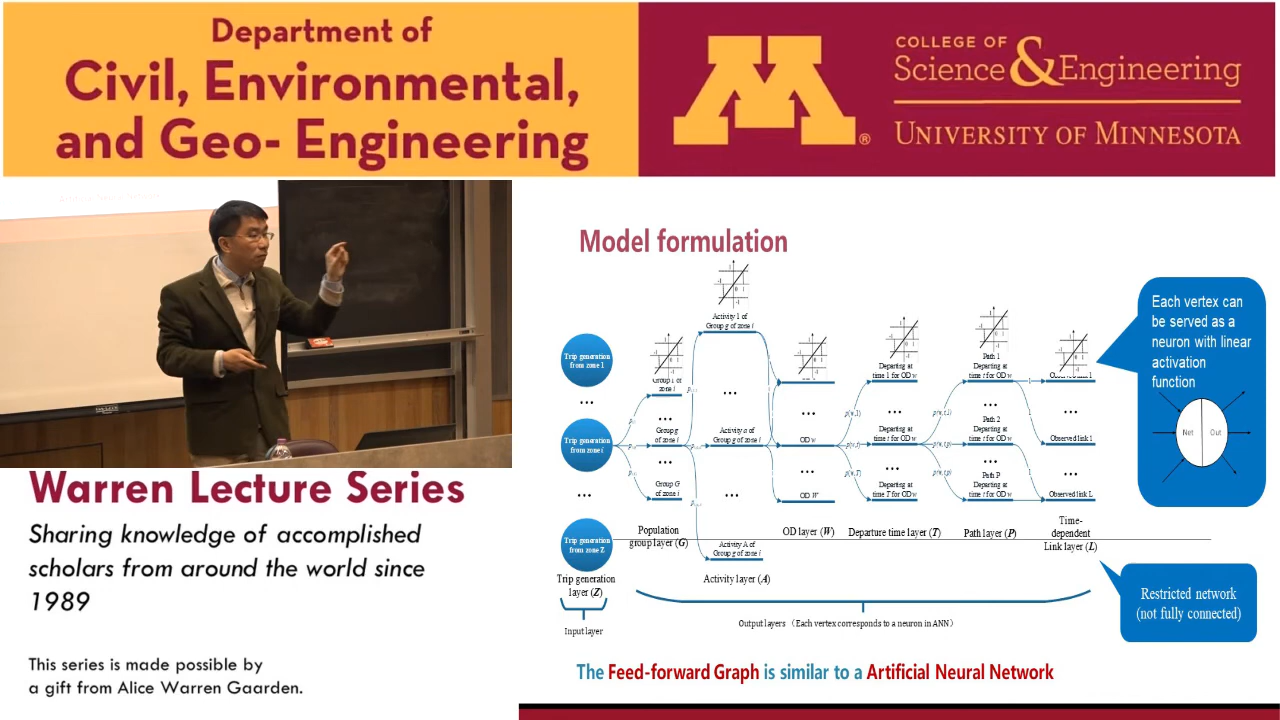 Department of
Civil, Environmental,
and Geo- Engineering
COLLEGE OF
Science & Engineering
UNIVERSITY OF MINNESOTA
Warren Lecture Series
Sharing knowledge of accomplished
scholars from around the world since
1989
This series is made possible by
a gift from Alice Warren Gaarden.
Model formulation
Each vertex can
be served as a
neuron with linear
activation
function
Net
Out
Trip generation
from zone 1
...
Trip generation
from zone i
...
Trip generation
from zone Z
Trip generation
layer (Z)
Input layer
Group 1 of
zone i
...
Group g
of zone i
...
Group G
of zone i
Population
group layer (G)
Activity 1 of
Group g of zone i
...
Activity a of
Group g of zone i
...
Activity A of
Group g of zone i
Activity layer (A)
...
OD w
...
OD W
OD layer (W)
Departing at
time 1 for OD w
...
Departing at
time t for OD w
...
Departing at
time T for OD w
Departure time layer (T)
Path 1
Departing at
time t for OD w
...
Path 2
Departing at
time t for OD w
...
Path P
Departing at
time t for OD w
Path layer (P)
Observed link 1
...
Observed link l
...
Observed link L
Time-
dependent
Link layer (L)
p(w,1)
p(w,t)
p(w,T)
p(w,t,1)
p(w,t,p)
p(w,t,p)
Output layers (Each vertex corresponds to a neuron in ANN)
Restricted network
(not fully connected)
The Feed-forward Graph is similar to a Artificial Neural Network